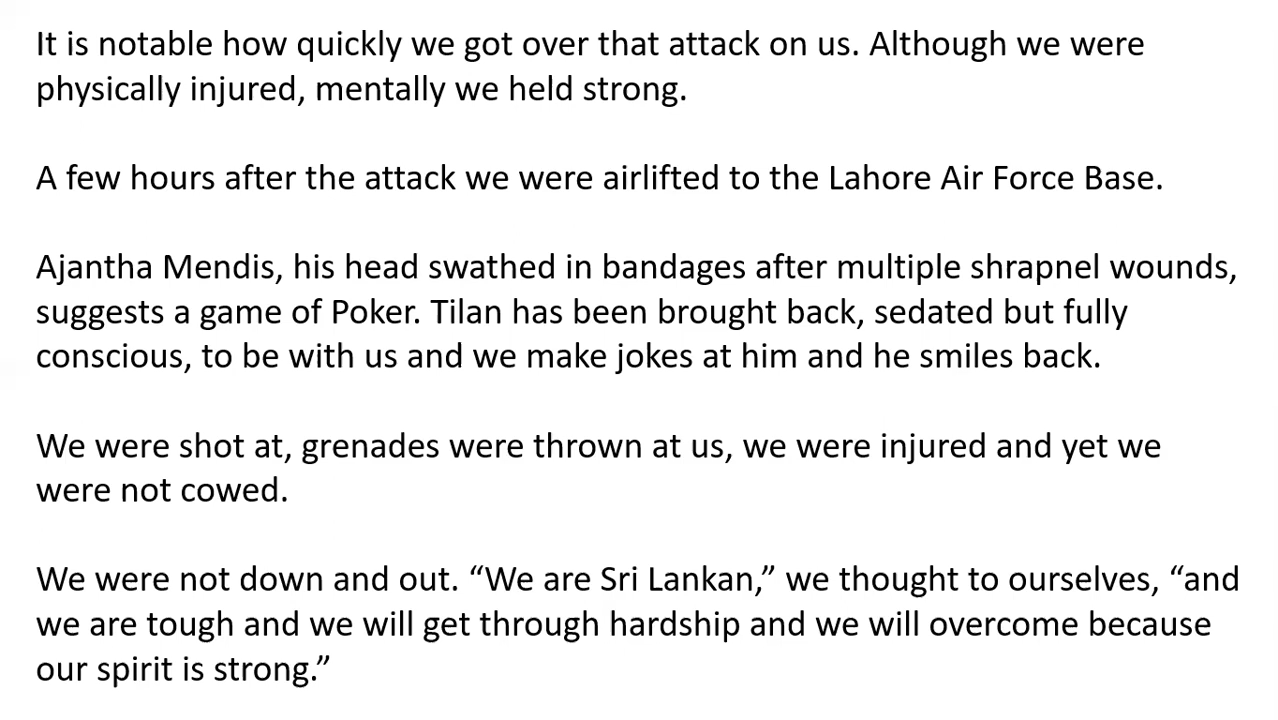 It is notable how quickly we got over that attack on us. Although we were
physically injured, mentally we held strong.
A few hours after the attack we were airlifted to the Lahore Air Force Base.
Ajantha Mendis, his head swathed in bandages after multiple shrapnel wounds,
suggests a game of Poker. Tilan has been brought back, sedated but fully
conscious, to be with us and we make jokes at him and he smiles back.
We were shot at, grenades were thrown at us, we were injured and yet we
were not cowed.
We were not down and out. “We are Sri Lankan,” we thought to ourselves, “and
we are tough and we will get through hardship and we will overcome because
our spirit is strong.”